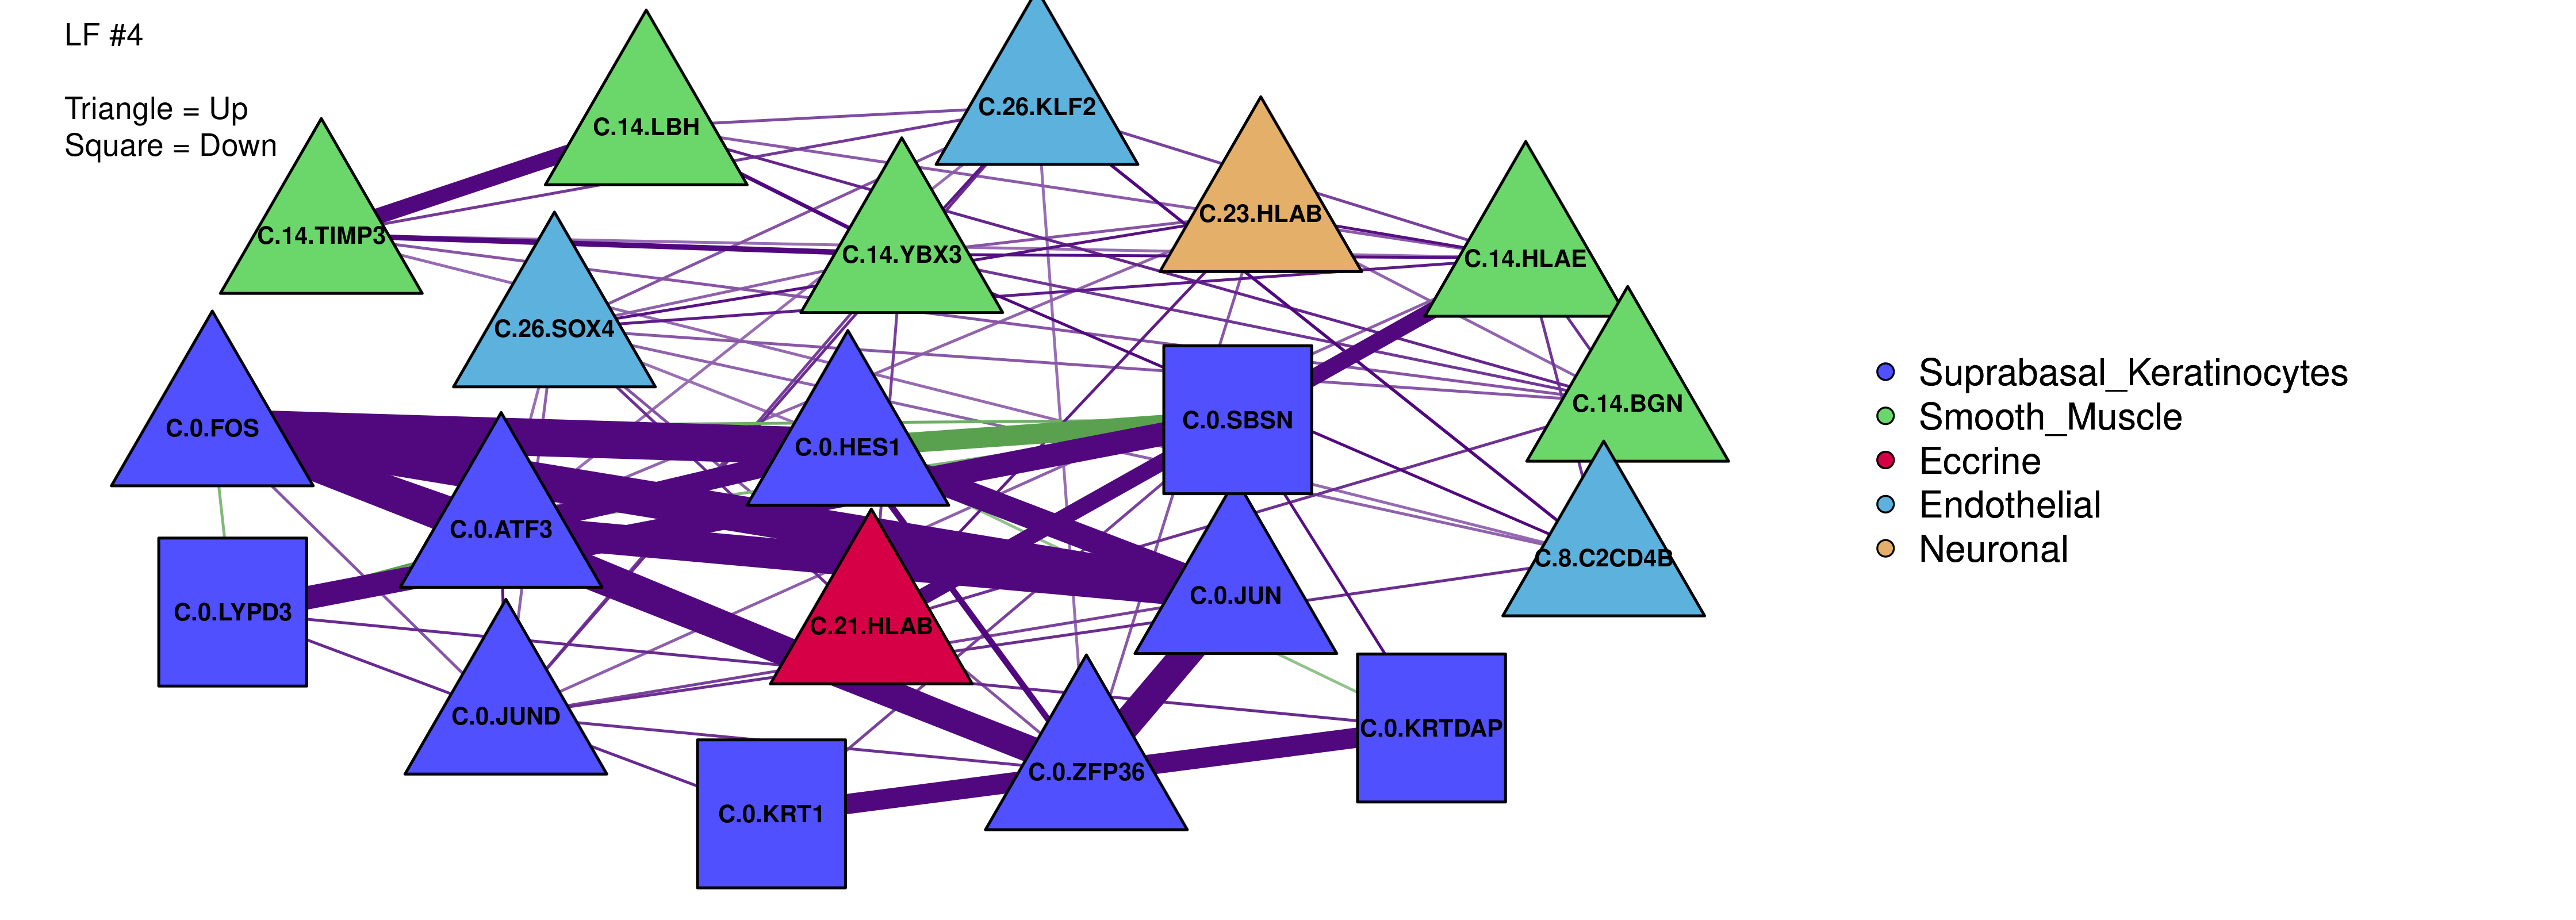 LF #4
Triangle = Up
Square = Down
C.14.LBH
C.26.KLF2
C.14.TIMP3
C.14.YBX3
C.23.HLAB
C.14.HLAE
C.26.SOX4
C.14.BGN
C.0.FOS
C.0.HES1
C.0.SBSN
C.0.ATF3
C.8.C2CD4B
C.0.LYPD3
C.21.HLAB
C.0.JUN
C.0.JUND
C.0.KRT1
C.0.ZFP36
C.0.KRTDAP
Suprabasal_Keratinocytes
Smooth_Muscle
Eccrine
Endothelial
Neuronal